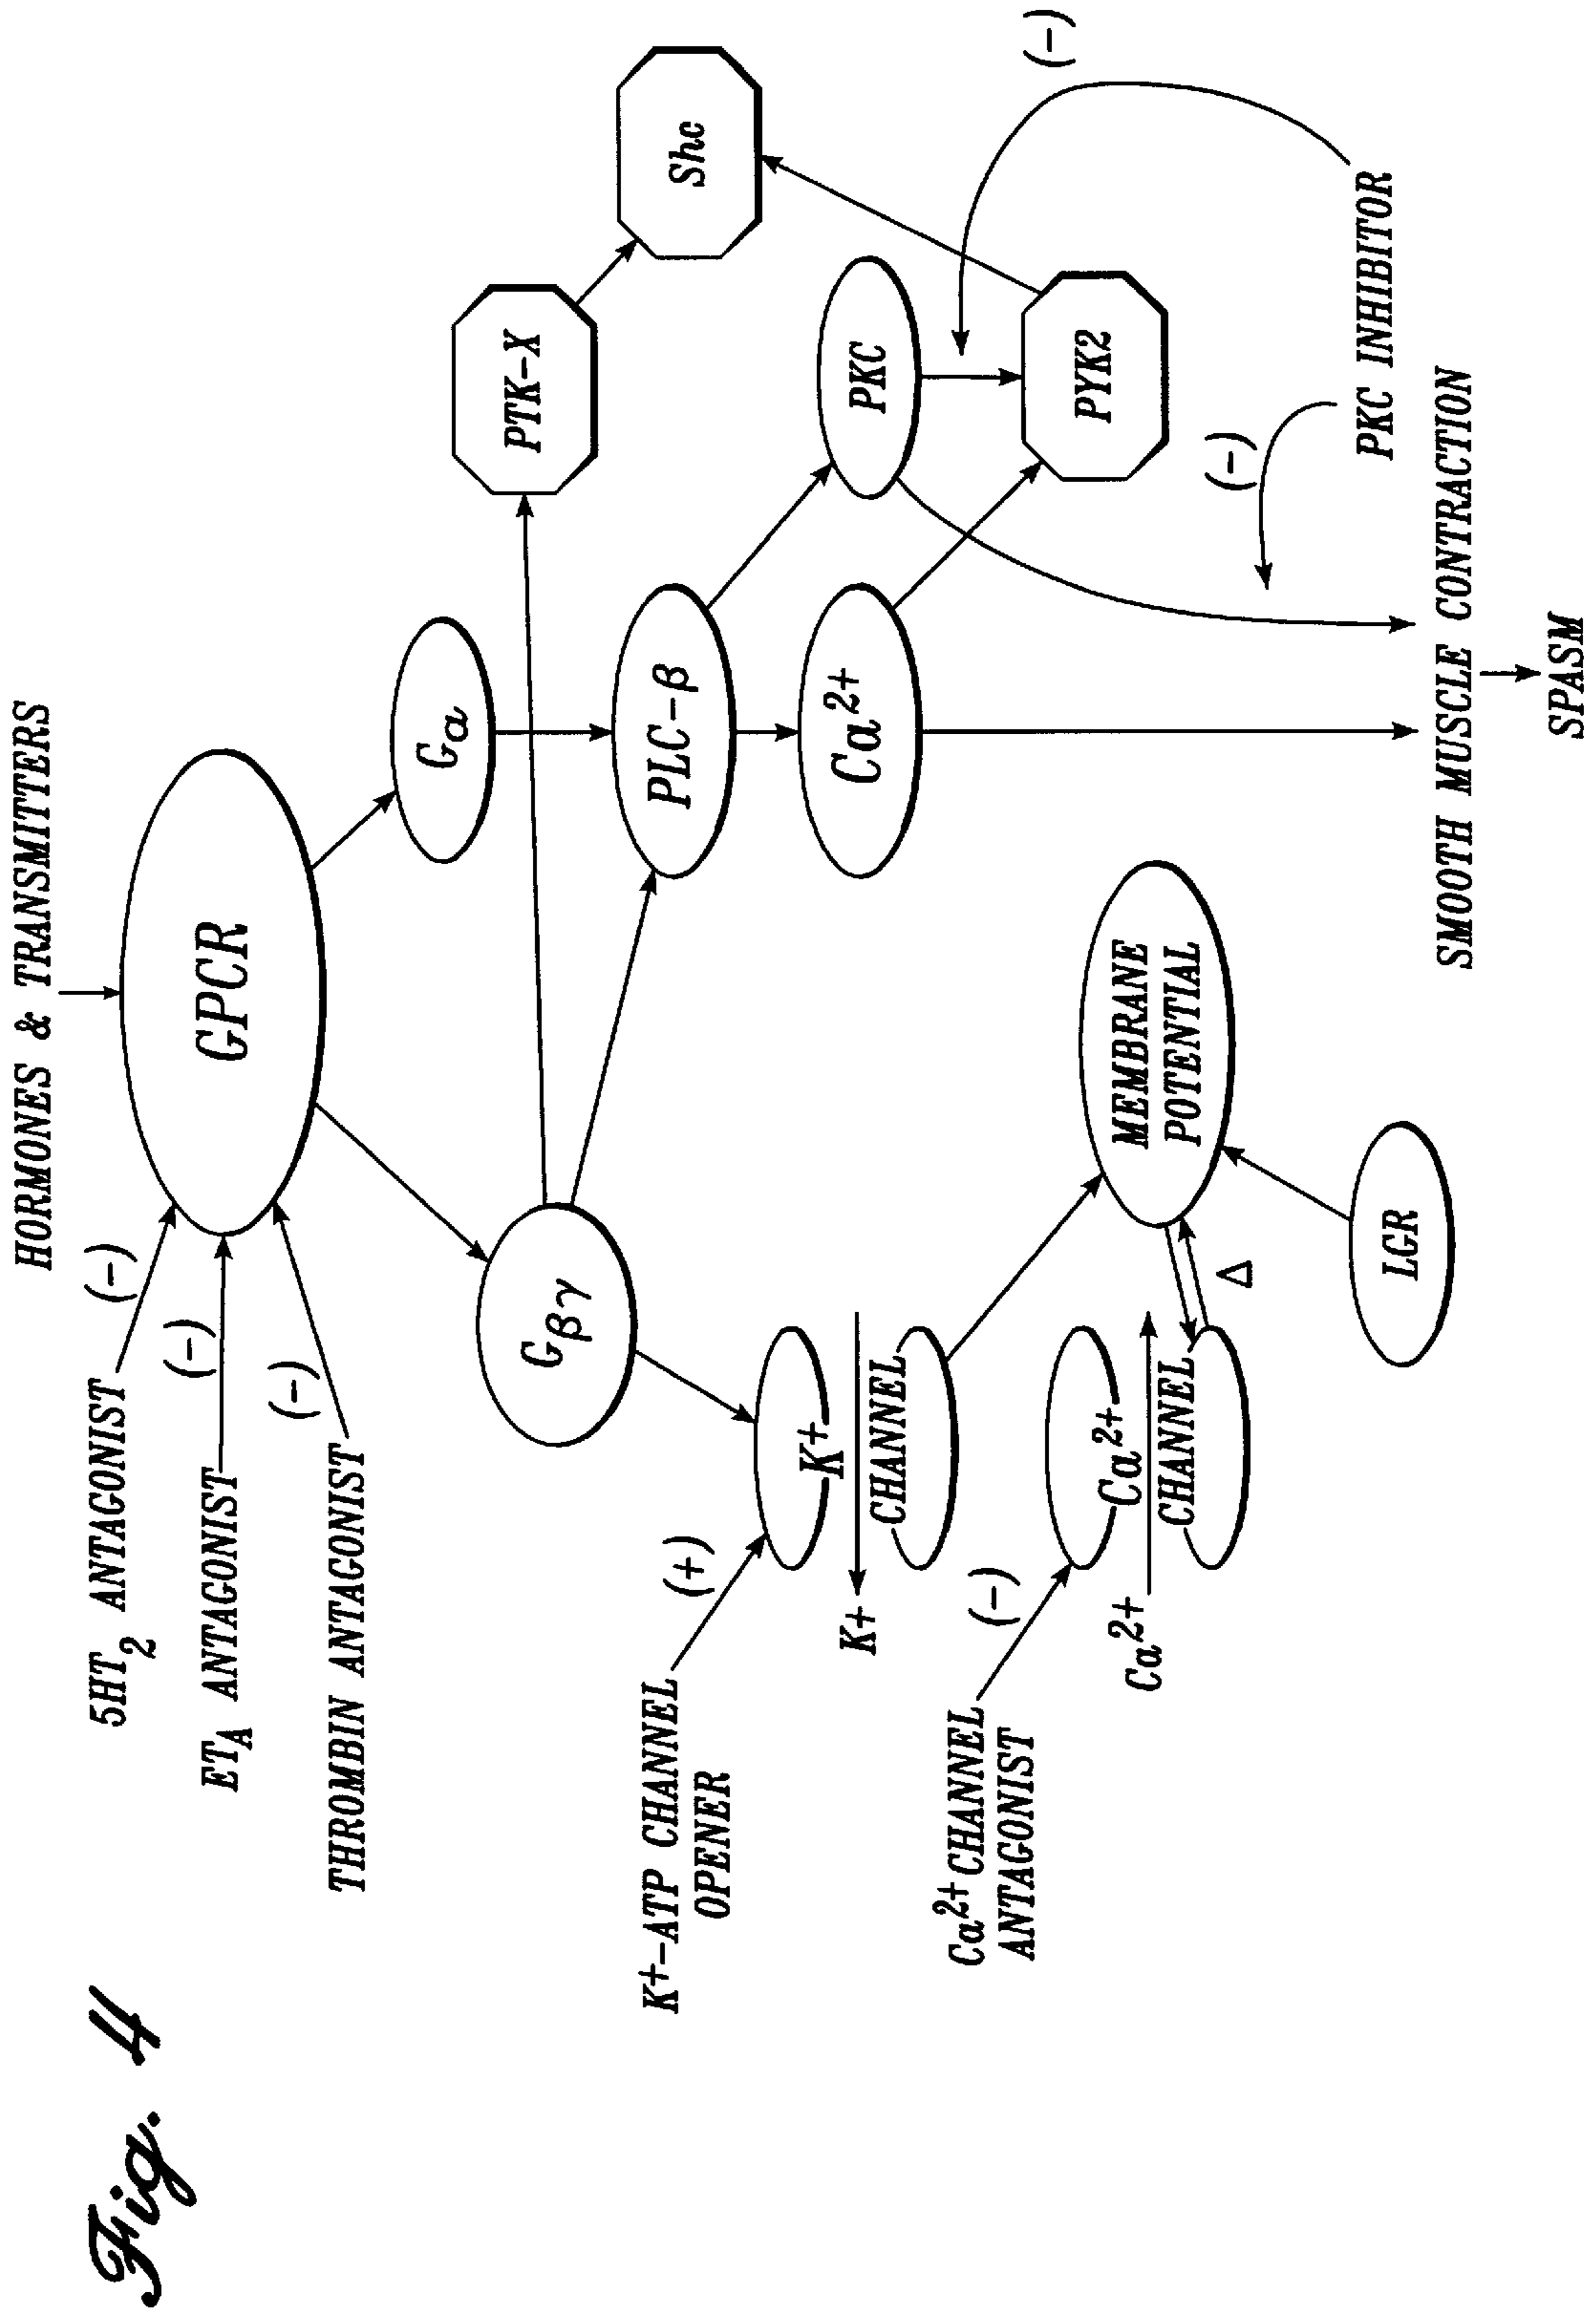 Fig. 4
HORMONES & TRANSMITTERS
5HT2 ANTAGONIST
(-)
ETA ANTAGONIST
(-)
THROMBIN ANTAGONIST
(-)
GPCR
Gα
Gβγ
PTK-X
Shc
PLC-β
K+-ATP CHANNEL
OPENER
(+)
K+
CHANNEL
K+
Ca2+
PKC
(-)
PYK2
Ca2+ CHANNEL
ANTAGONIST
(-)
Ca2+
CHANNEL
Ca2+
Δ
MEMBRANE
POTENTIAL
LGR
(-)
PKC INHIBITOR
SMOOTH MUSCLE CONTRACTION
SPASM